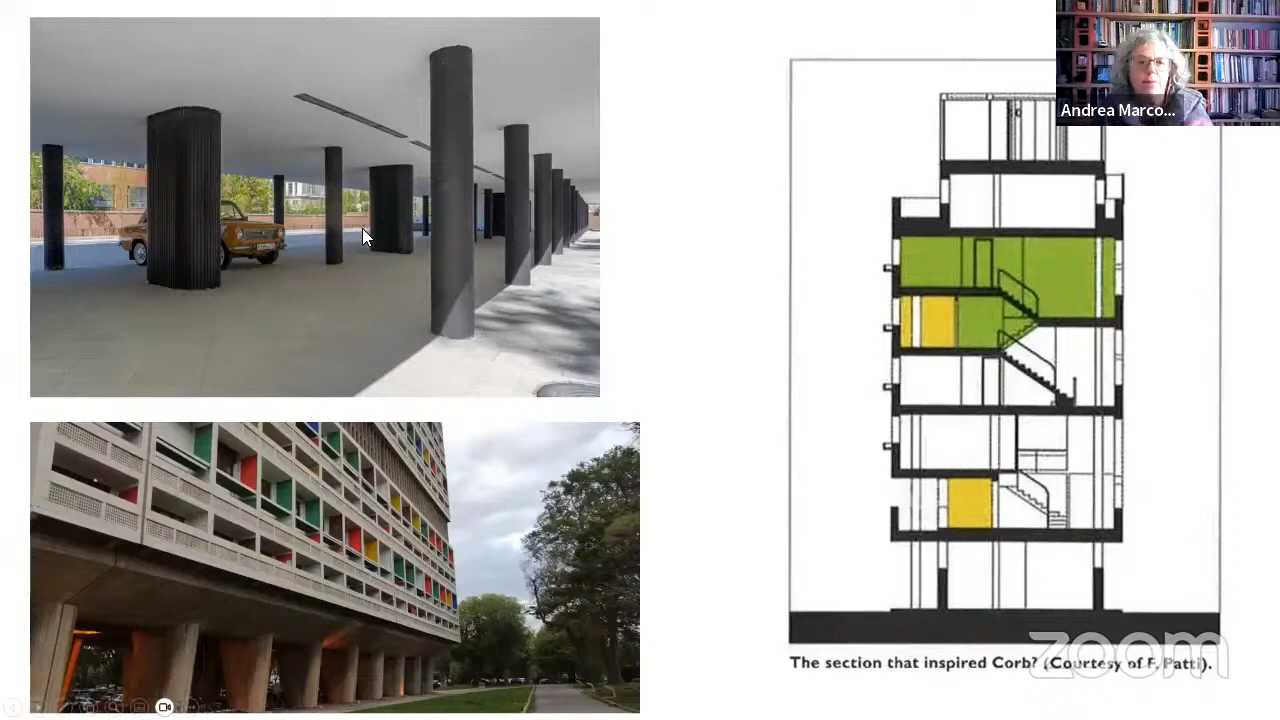 Andrea Marco...
The section that inspired Corb? (Courtesy of F. Patti).
zoom